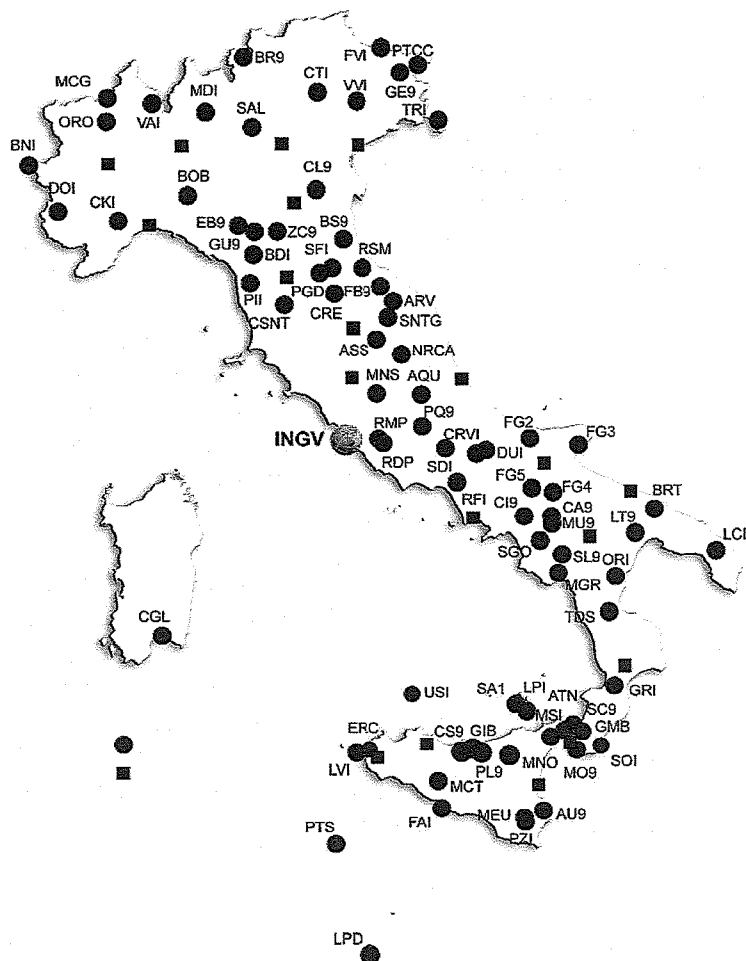 FVI
PTCC
BR9
CTI
GE9
MCG
MDI
VVI
ORO
VAI
SAL
TRI
BNI
BOB
CL9
DOI
CKI
EB9
ZC9
BS9
GU9
BDI
SFI
RSM
PII
PGD
FB9
ARV
CSNT
CRE
SNTG
ASS
NRCA
MNS
AQU
PQ9
FG2
FG3
INGV
RMP
CRVI
DUI
RDP
SDI
FG5
FG4
BRT
RFI
CI9
CA9
MU9
LT9
LCI
SGO
SL9
ORI
MGR
TDS
CGL
USI
SA1
LPI
ATN
GRI
MSI
SC9
ERC
CS9
GIB
GMB
LVI
PL9
MNO
MO9
SOI
MCT
FAI
MEU
AU9
PTS
PZI
LPD